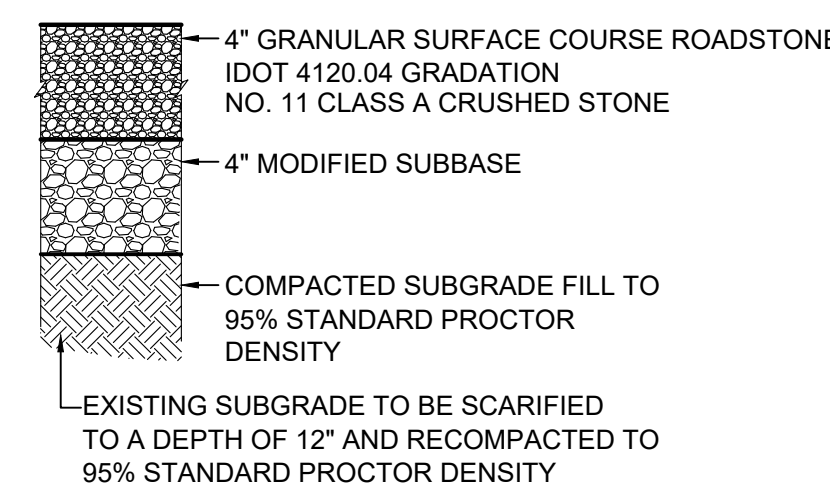 4" GRANULAR SURFACE COURSE ROADSTONE
IDOT 4120.04 GRADATION
NO. 11 CLASS A CRUSHED STONE
4" MODIFIED SUBBASE
COMPACTED SUBGRADE FILL TO
95% STANDARD PROCTOR
DENSITY
EXISTING SUBGRADE TO BE SCARIFIED
TO A DEPTH OF 12" AND RECOMPACTED TO
95% STANDARD PROCTOR DENSITY